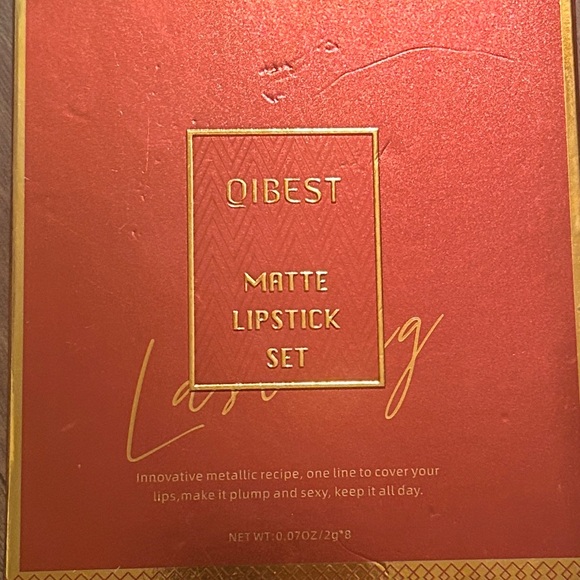 QIBEST
MATTE
LIPSTICK
SET
Lasting
Innovative metallic recipe, one line to cover your
lips,make it plump and sexy, keep it all day.
NET WT:0.07OZ/2g*8